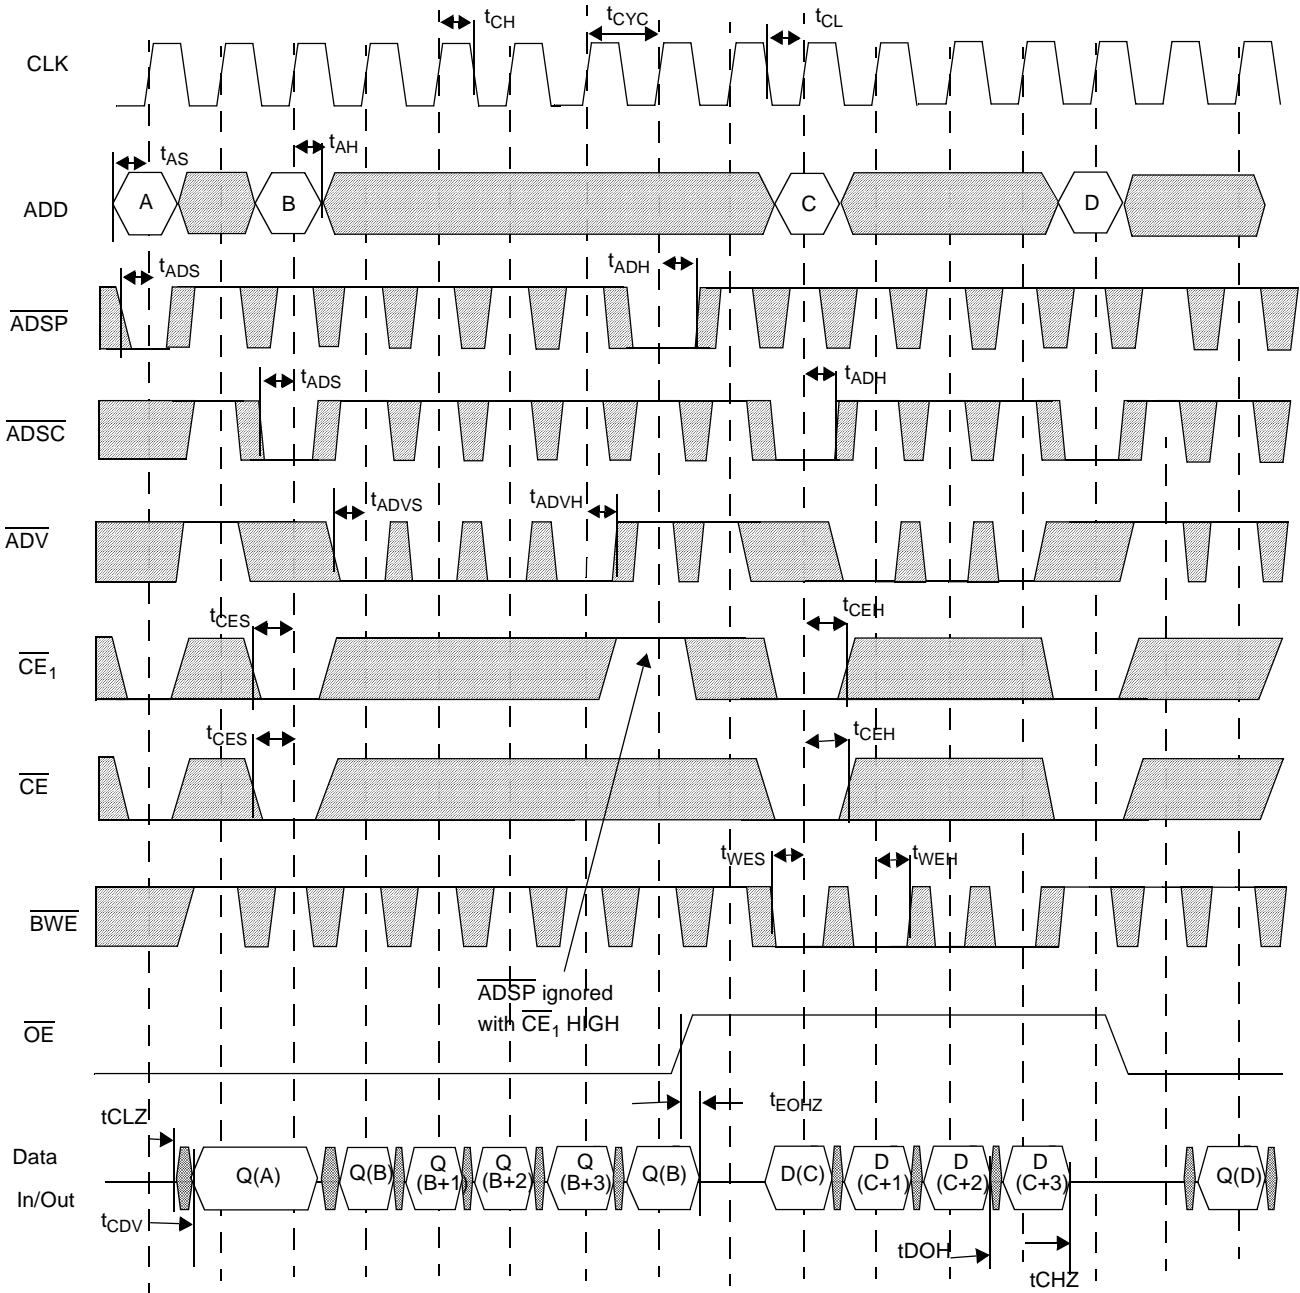 tCH
tCYC
tCL
CLK
tAS
tAH
ADD
A
B
C
D
tADS
tADH
ADSP
tADS
tADH
ADSC
tADVS
tADVH
ADV
tCES
tCEH
CE1
tCES
tCEH
CE
tWES
tWEH
BWE
ADSP ignored
with CE1 HIGH
OE
tCLZ
tEOHZ
Data
In/Out
Q(A)
Q(B)
Q
(B+1)
Q
(B+2)
Q
(B+3)
Q(B)
D(C)
D
(C+1)
D
(C+2)
D
(C+3)
Q(D)
tCDV
tDOH
tCHZ